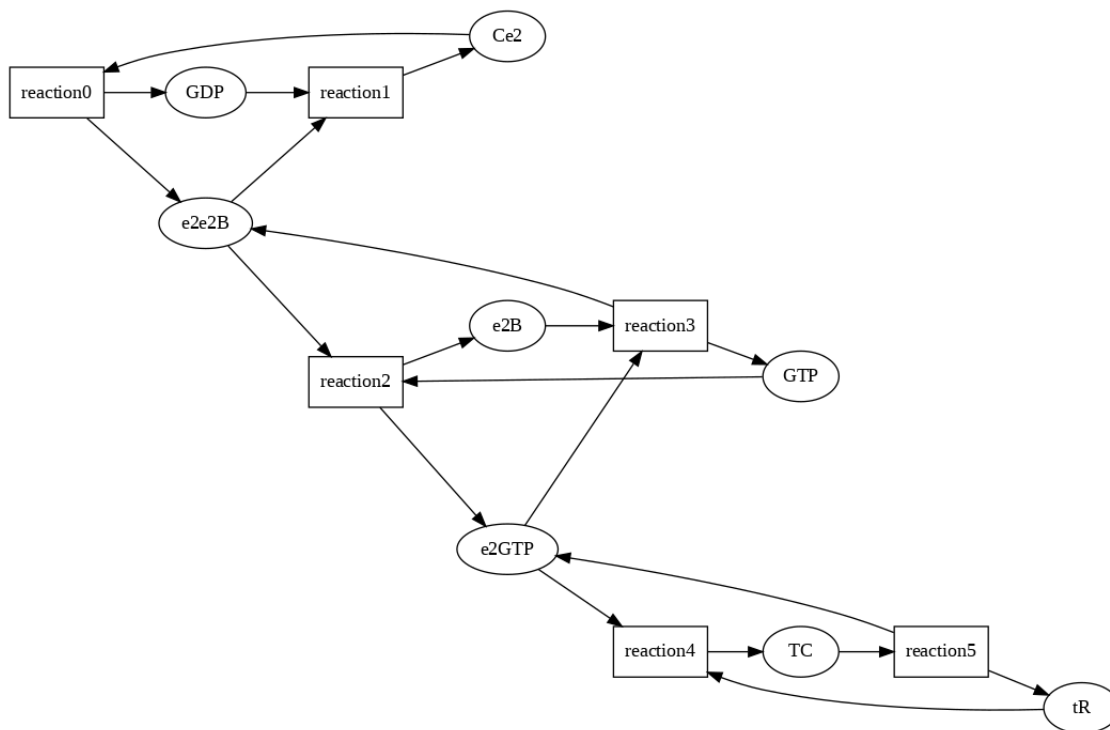 Ce2
reaction0
GDP
reaction1
e2e2B
e2B
reaction3
reaction2
GTP
e2GTP
reaction4
TC
reaction5
tR